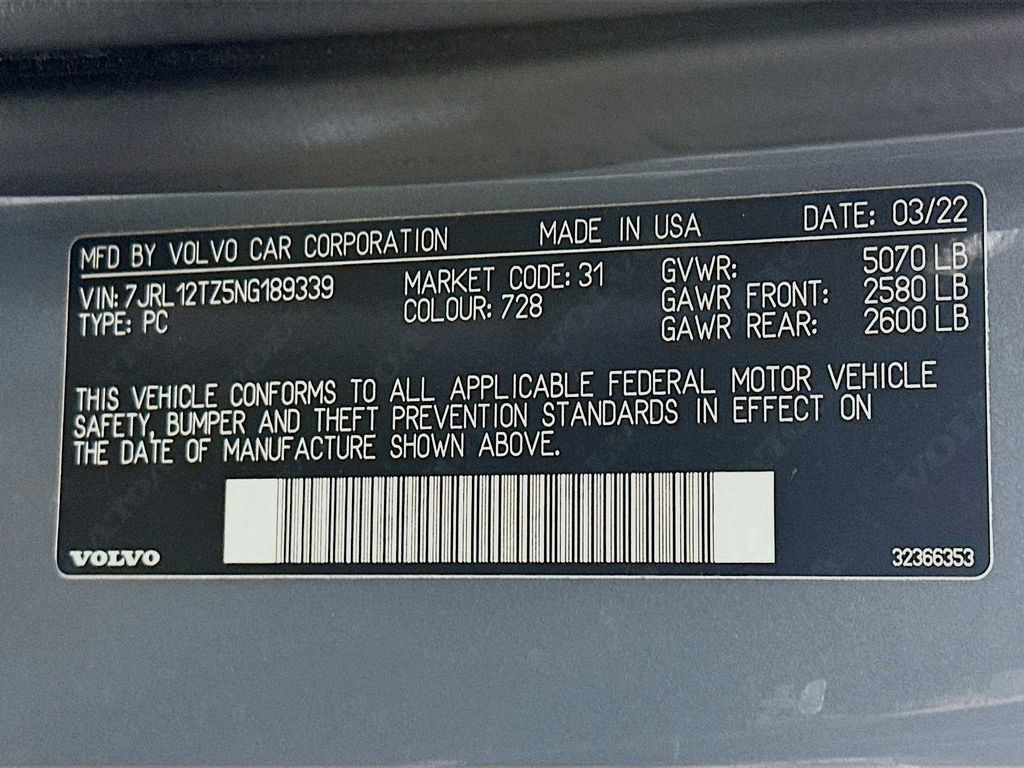 MFD BY VOLVO CAR CORPORATION MADE IN USA DATE: 03/22
VIN: 7JRL12TZ5NG189339 MARKET CODE: 31 GVWR: 5070 LB
TYPE: PC COLOUR: 728 GAWR FRONT: 2580 LB
GAWR REAR: 2600 LB
THIS VEHICLE CONFORMS TO ALL APPLICABLE FEDERAL MOTOR VEHICLE
SAFETY, BUMPER AND THEFT PREVENTION STANDARDS IN EFFECT ON
THE DATE OF MANUFACTURE SHOWN ABOVE.
VOLVO 32366353